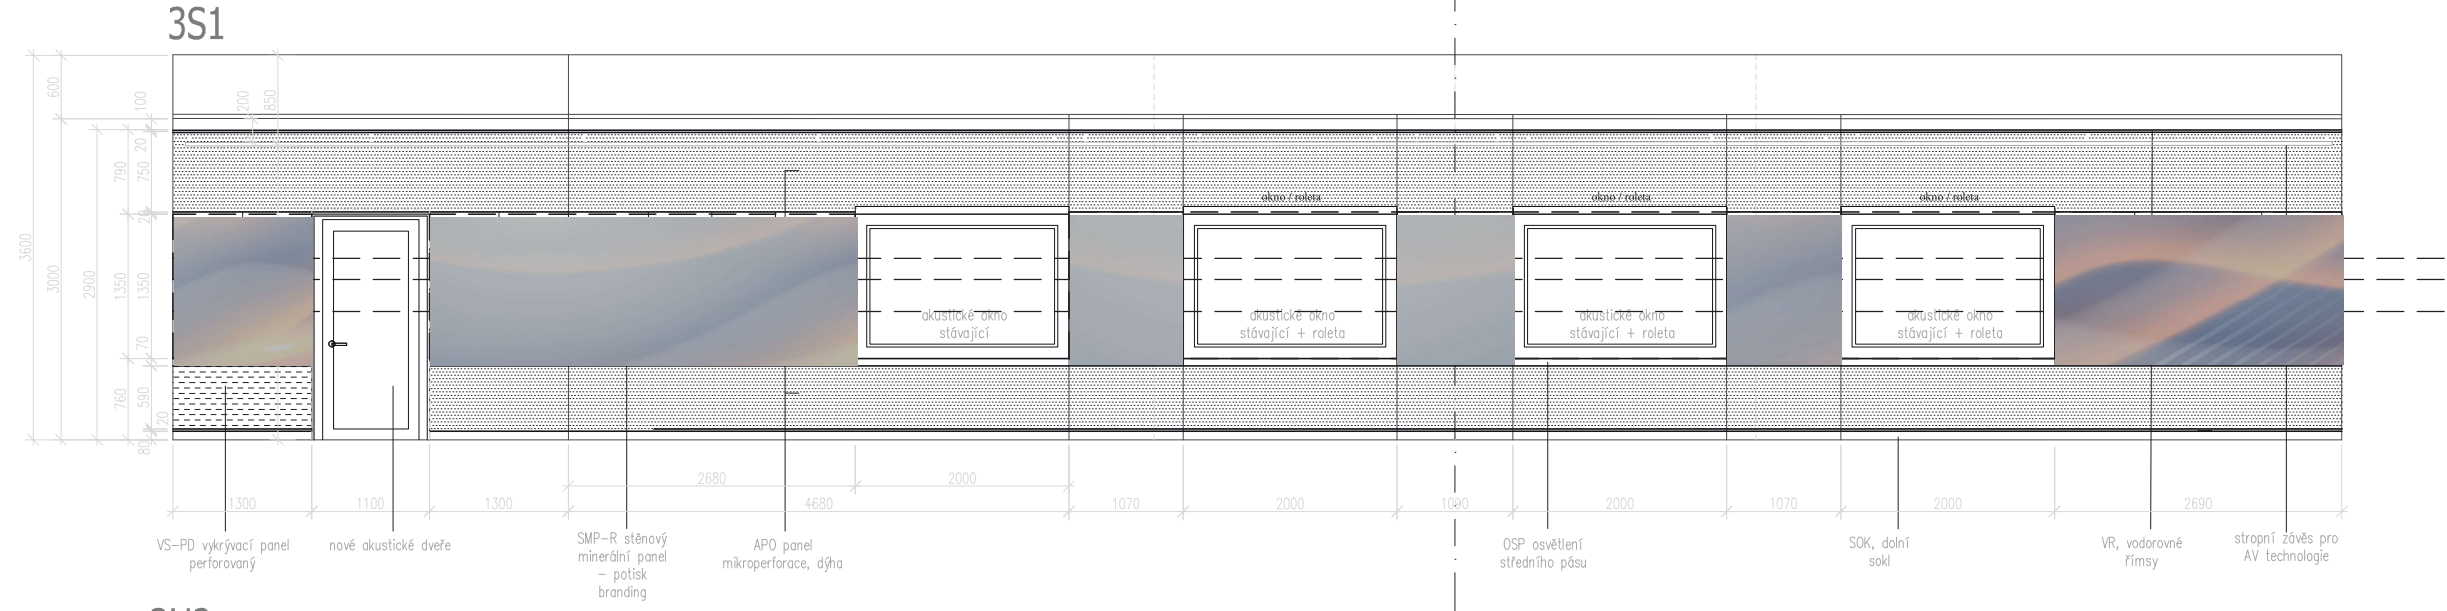 3S1
600
100
200
850
20
790
750
20
3600
3000
2900
1350
1350
70
760
590
20
80
okno / roleta
okno / roleta
okno / roleta
akustické okno
stávající
akustické okno
stávající + roleta
akustické okno
stávající + roleta
akustické okno
stávající + roleta
2680
2000
1300
1100
1300
4680
1070
2000
1090
2000
1070
2000
2690
VS-PD vykrývací panel
perforovaný
nové akustické dveře
SMP-R stěnový
minerální panel
- potisk
branding
APO panel
mikroperforace, dýha
OSP osvětlení
středního pásu
SOK, dolní
sokl
VR, vodorovné
římsy
stropní závěs pro
AV technologie